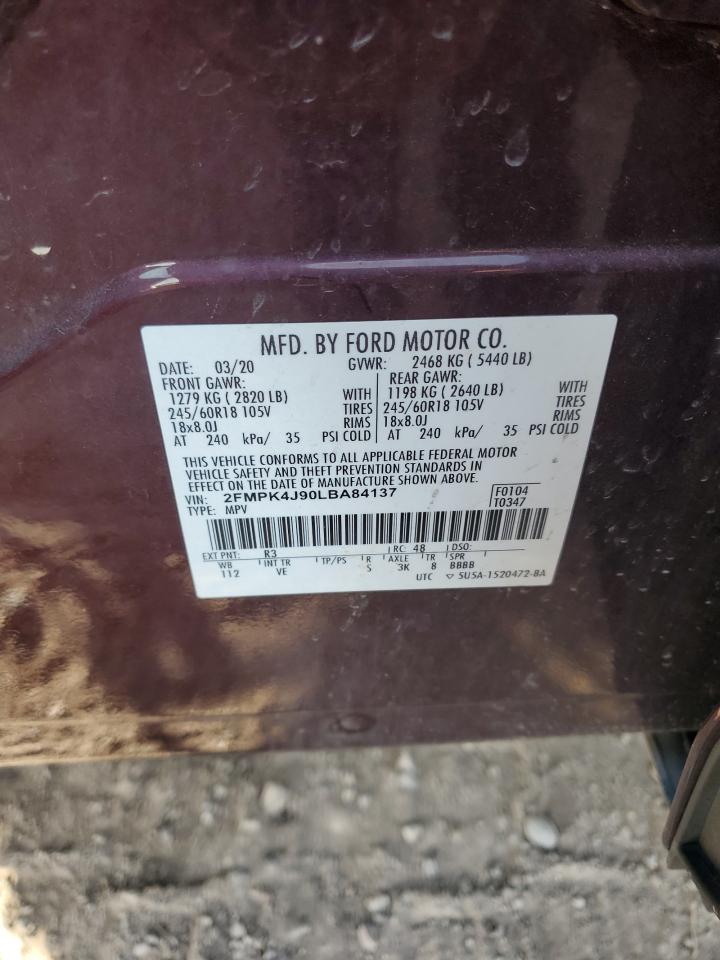 MFD. BY FORD MOTOR CO.
DATE: 03/20 GVWR: 2468 KG ( 5440 LB)
FRONT GAWR: REAR GAWR:
1279 KG ( 2820 LB) WITH 1198 KG ( 2640 LB) WITH
245/60R18 105V TIRES 245/60R18 105V TIRES
18x8.0J RIMS 18x8.0J RIMS
AT 240 kPa/ 35 PSI COLD AT 240 kPa/ 35 PSI COLD
THIS VEHICLE CONFORMS TO ALL APPLICABLE FEDERAL MOTOR
VEHICLE SAFETY AND THEFT PREVENTION STANDARDS IN
EFFECT ON THE DATE OF MANUFACTURE SHOWN ABOVE.
VIN: 2FMPK4J90LBA84137 F0104
TYPE: MPV T0347
EXT PNT: R3 RC: 48 DSO:
WB INT TR TP/PS R AXLE TR SPR
112 VE S 3K 8 BBBB
UTC ▽ 5U5A-1520472-BA